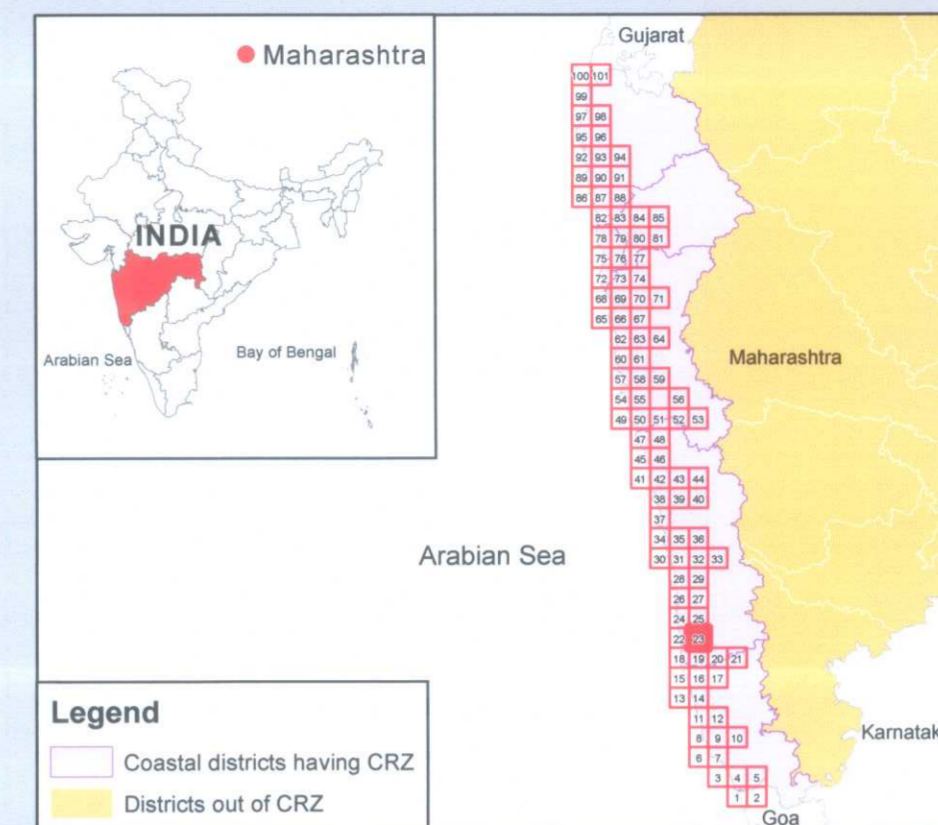 Maharashtra
INDIA
Arabian Sea
Bay of Bengal
Gujarat
100 101
99
97 98
95 96
92 93 94
89 90 91
86 87 88
82 83 84 85
78 79 80 81
75 76 77
72 73 74
68 69 70 71
65 66 67
62 63 64
60 61
57 58 59
54 55 56
49 50 51 52 53
47 48
45 46
41 42 43 44
38 39 40
37
34 35 36
30 31 32 33
28 29
26 27
24 25
22 23
18 19 20 21
15 16 17
13 14
11 12
8 9 10
6 7
3 4 5
1 2
Maharashtra
Arabian Sea
Karnatak
Goa
Legend
Coastal districts having CRZ
Districts out of CRZ